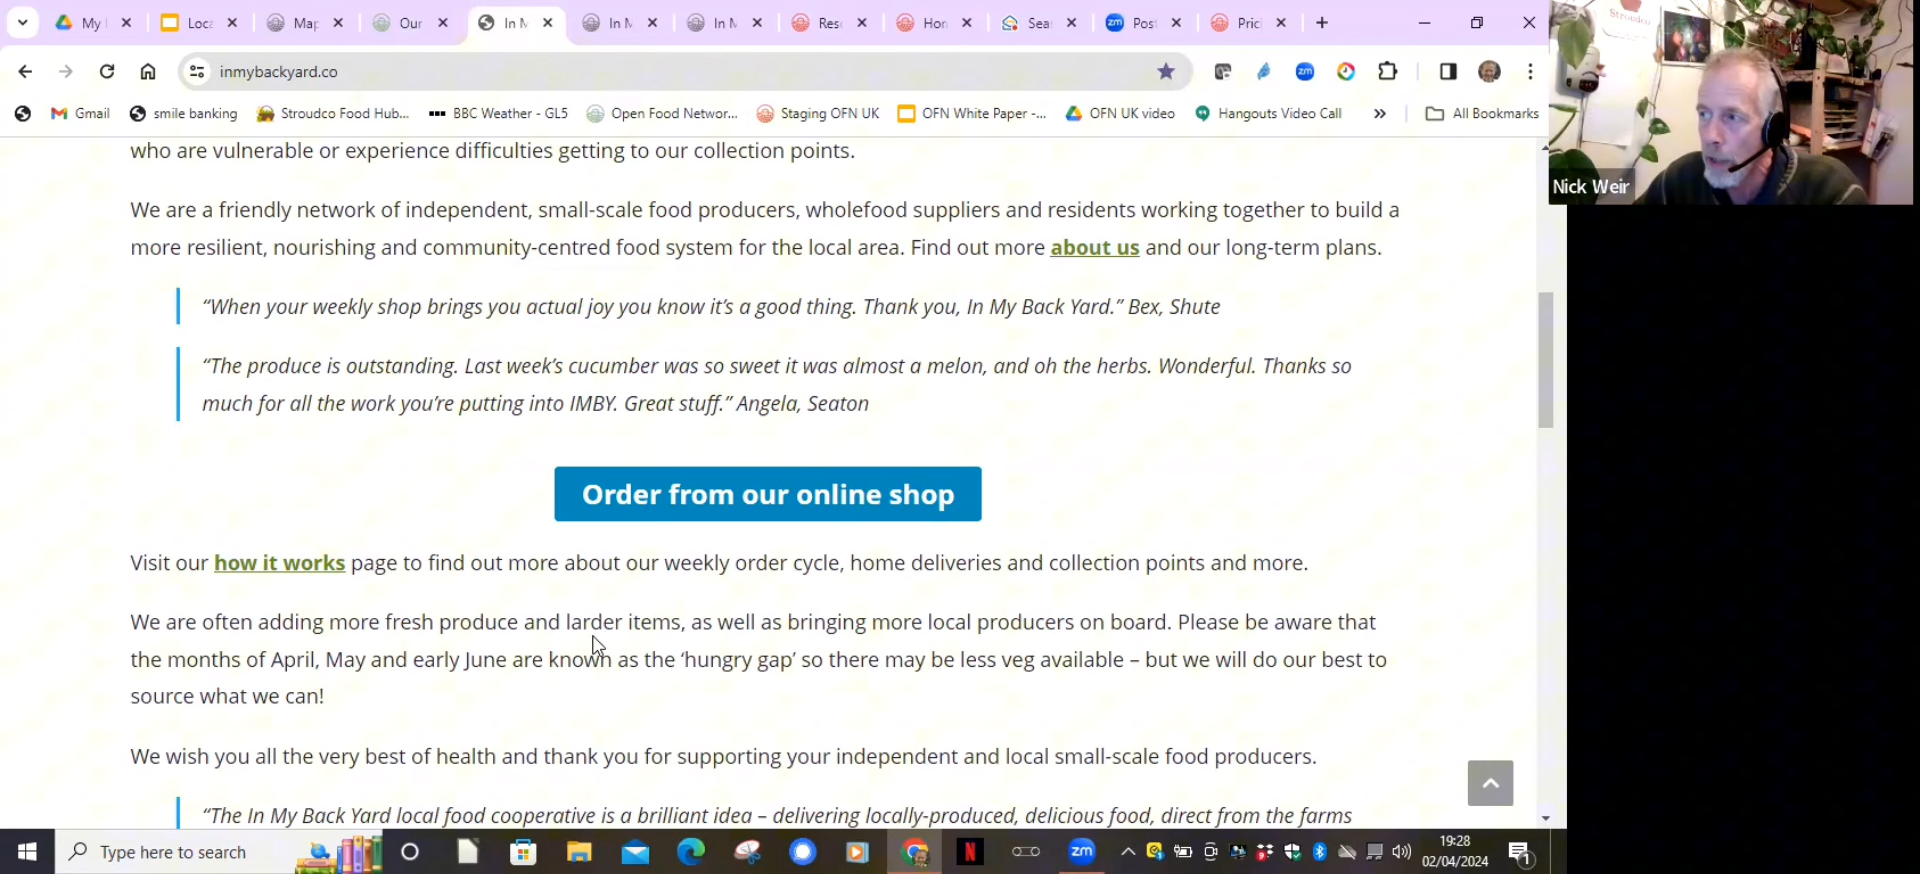 My
Loca
Map
Our
In M
In M
In M
Reso
Hon
Sea
Post
Prici
inmybackyard.co
Gmail
smile banking
Stroudco Food Hub...
BBC Weather - GL5
Open Food Networ...
Staging OFN UK
OFN White Paper -...
OFN UK video
Hangouts Video Call
All Bookmarks
Stroudco
Nick Weir
who are vulnerable or experience difficulties getting to our collection points.
We are a friendly network of independent, small-scale food producers, wholefood suppliers and residents working together to build a
more resilient, nourishing and community-centred food system for the local area. Find out more about us and our long-term plans.
“When your weekly shop brings you actual joy you know it’s a good thing. Thank you, In My Back Yard.” Bex, Shute
“The produce is outstanding. Last week’s cucumber was so sweet it was almost a melon, and oh the herbs. Wonderful. Thanks so
much for all the work you’re putting into IMBY. Great stuff.” Angela, Seaton
Order from our online shop
Visit our how it works page to find out more about our weekly order cycle, home deliveries and collection points and more.
We are often adding more fresh produce and larder items, as well as bringing more local producers on board. Please be aware that
the months of April, May and early June are known as the ‘hungry gap’ so there may be less veg available – but we will do our best to
source what we can!
We wish you all the very best of health and thank you for supporting your independent and local small-scale food producers.
“The In My Back Yard local food cooperative is a brilliant idea – delivering locally-produced, delicious food, direct from the farms
Type here to search
zm
19:28
02/04/2024